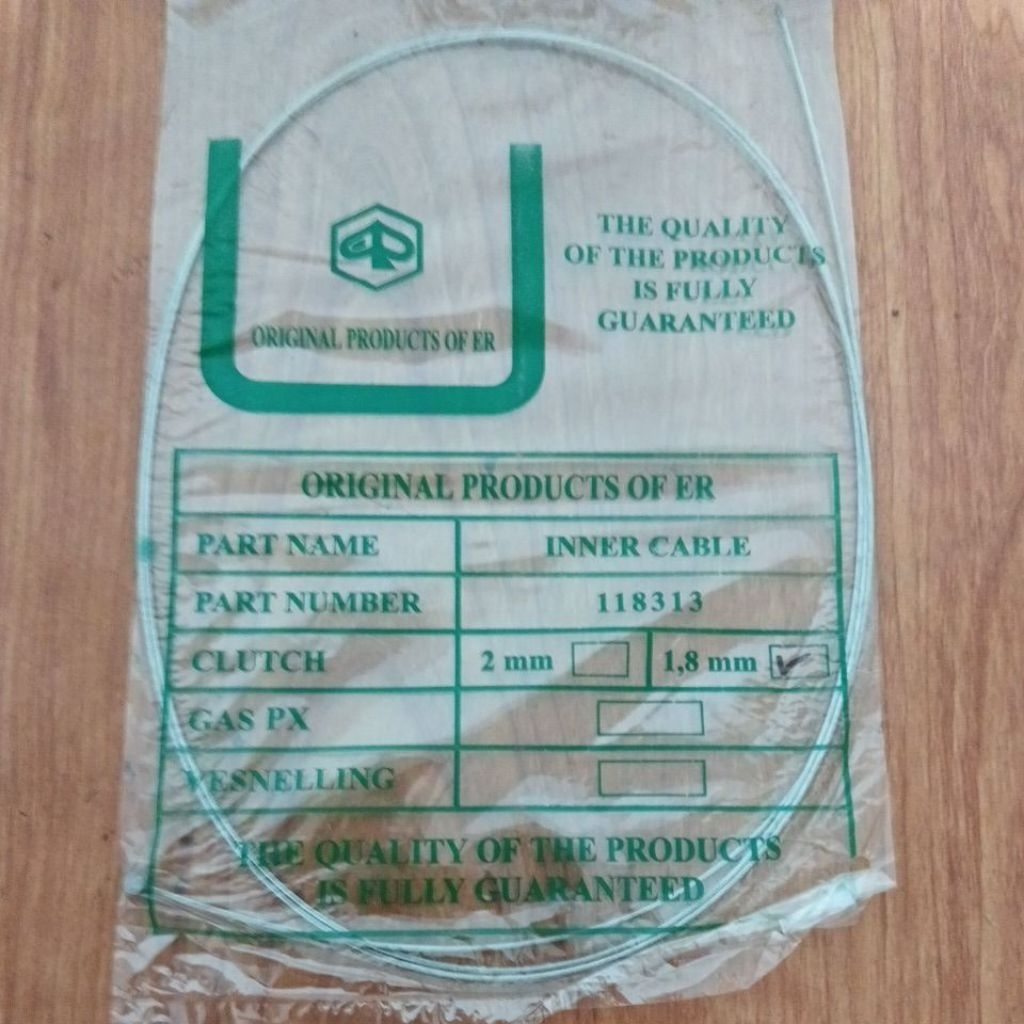 THE QUALITY
OF THE PRODUCTS
IS FULLY
GUARANTEED
ORIGINAL PRODUCTS OF ER
ORIGINAL PRODUCTS OF ER
PART NAME INNER CABLE
PART NUMBER 118313
CLUTCH 2 mm 1,8 mm
GAS PX
VESNELLING
THE QUALITY OF THE PRODUCTS
IS FULLY GUARANTEED